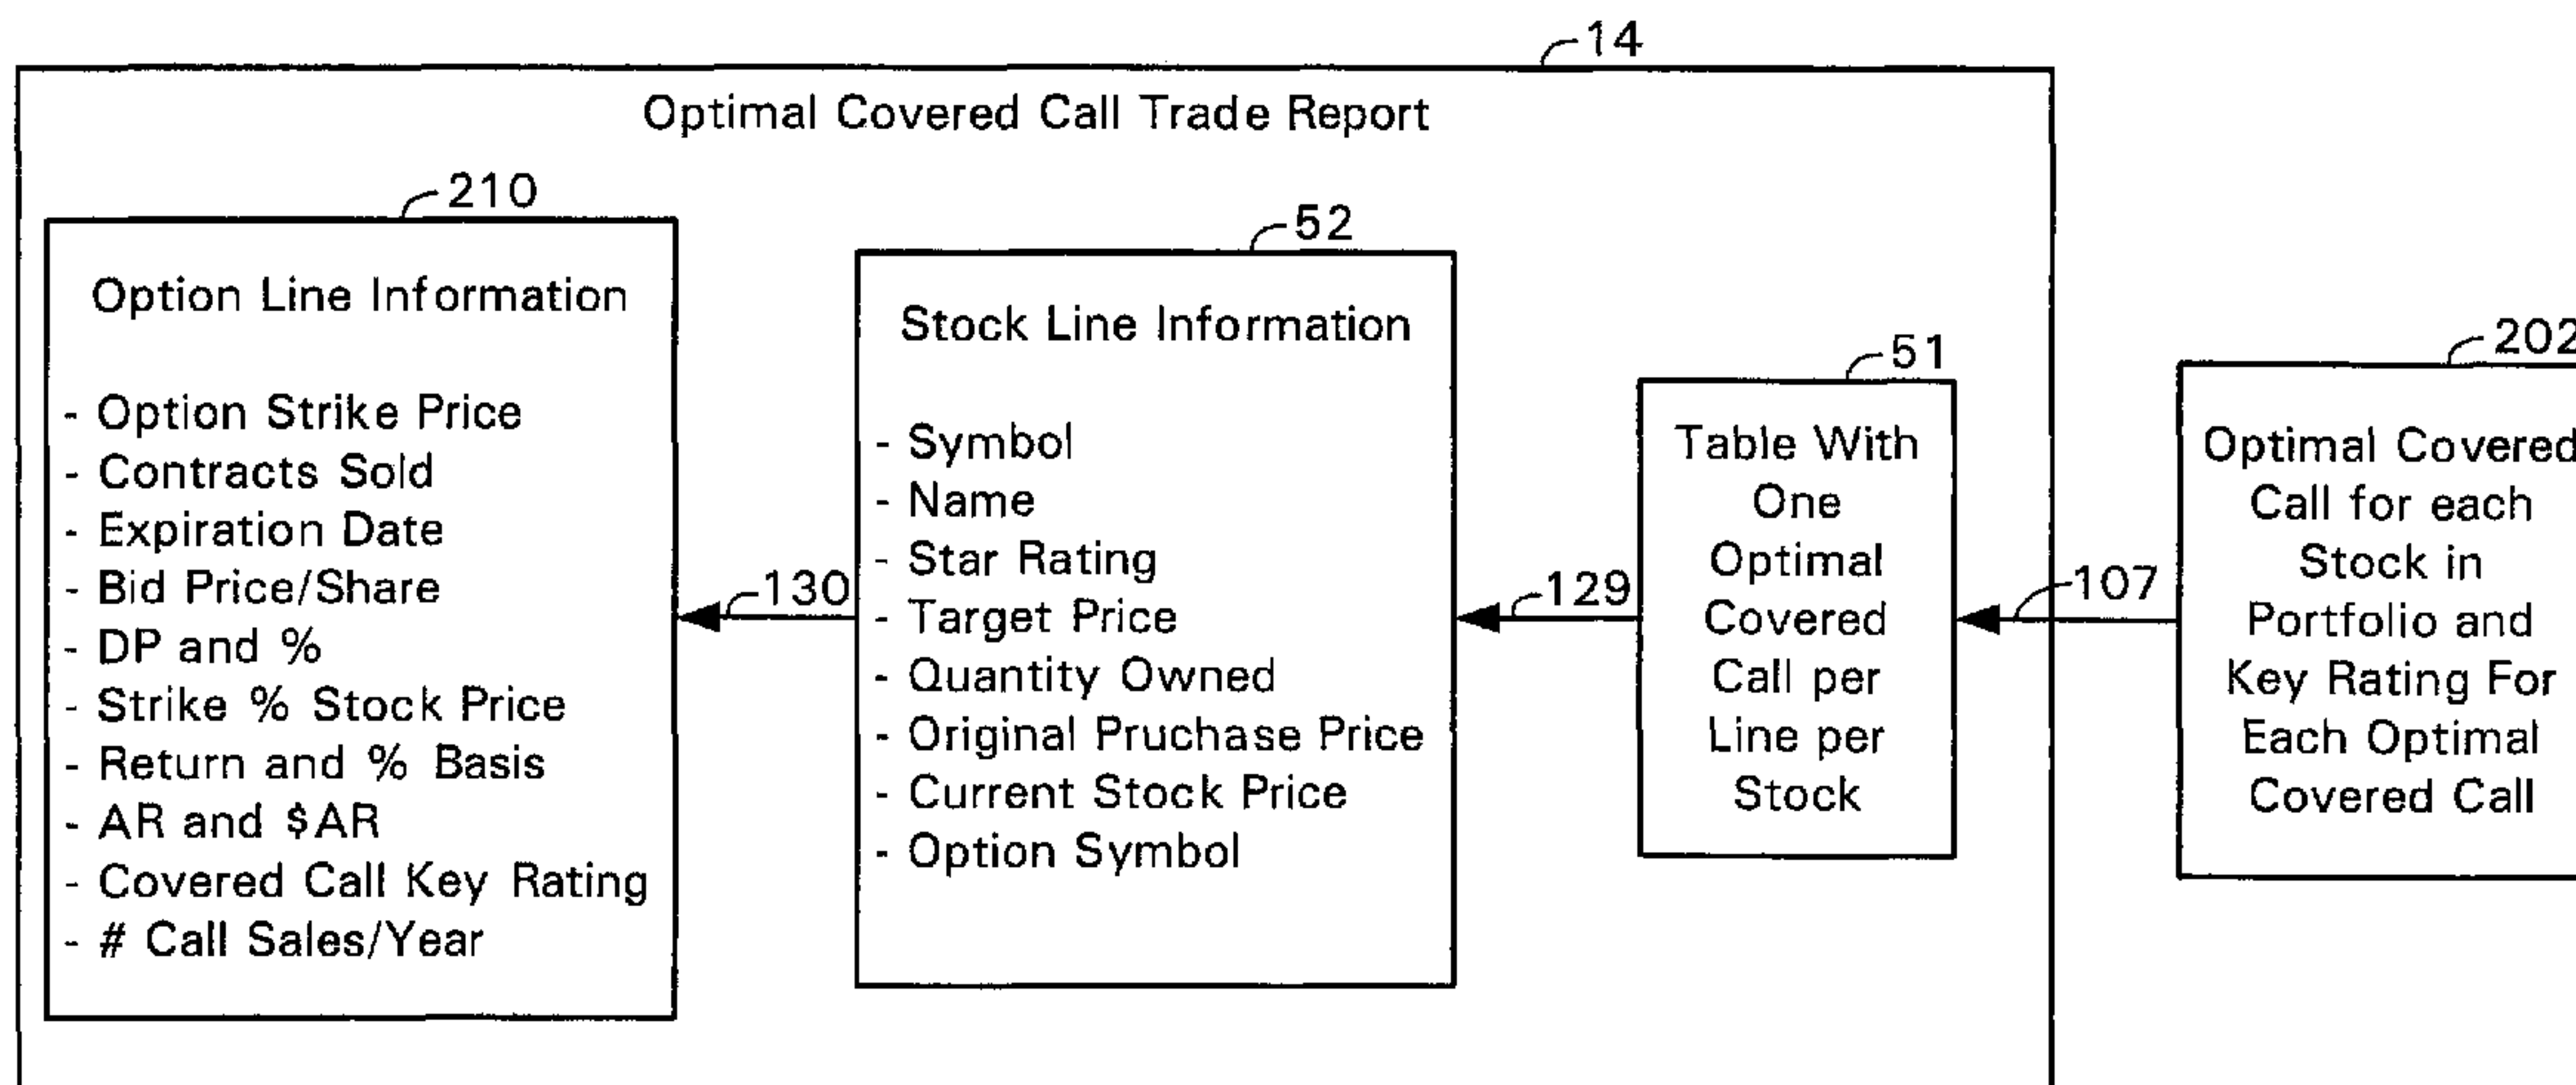 14
Optimal Covered Call Trade Report
210
Option Line Information
- Option Strike Price
- Contracts Sold
- Expiration Date
- Bid Price/Share
- DP and %
- Strike % Stock Price
- Return and % Basis
- AR and $AR
- Covered Call Key Rating
- # Call Sales/Year
130
52
Stock Line Information
- Symbol
- Name
- Star Rating
- Target Price
- Quantity Owned
- Original Pruchase Price
- Current Stock Price
- Option Symbol
129
51
Table With
One
Optimal
Covered
Call per
Line per
Stock
107
202
Optimal Covered
Call for each
Stock in
Portfolio and
Key Rating For
Each Optimal
Covered Call